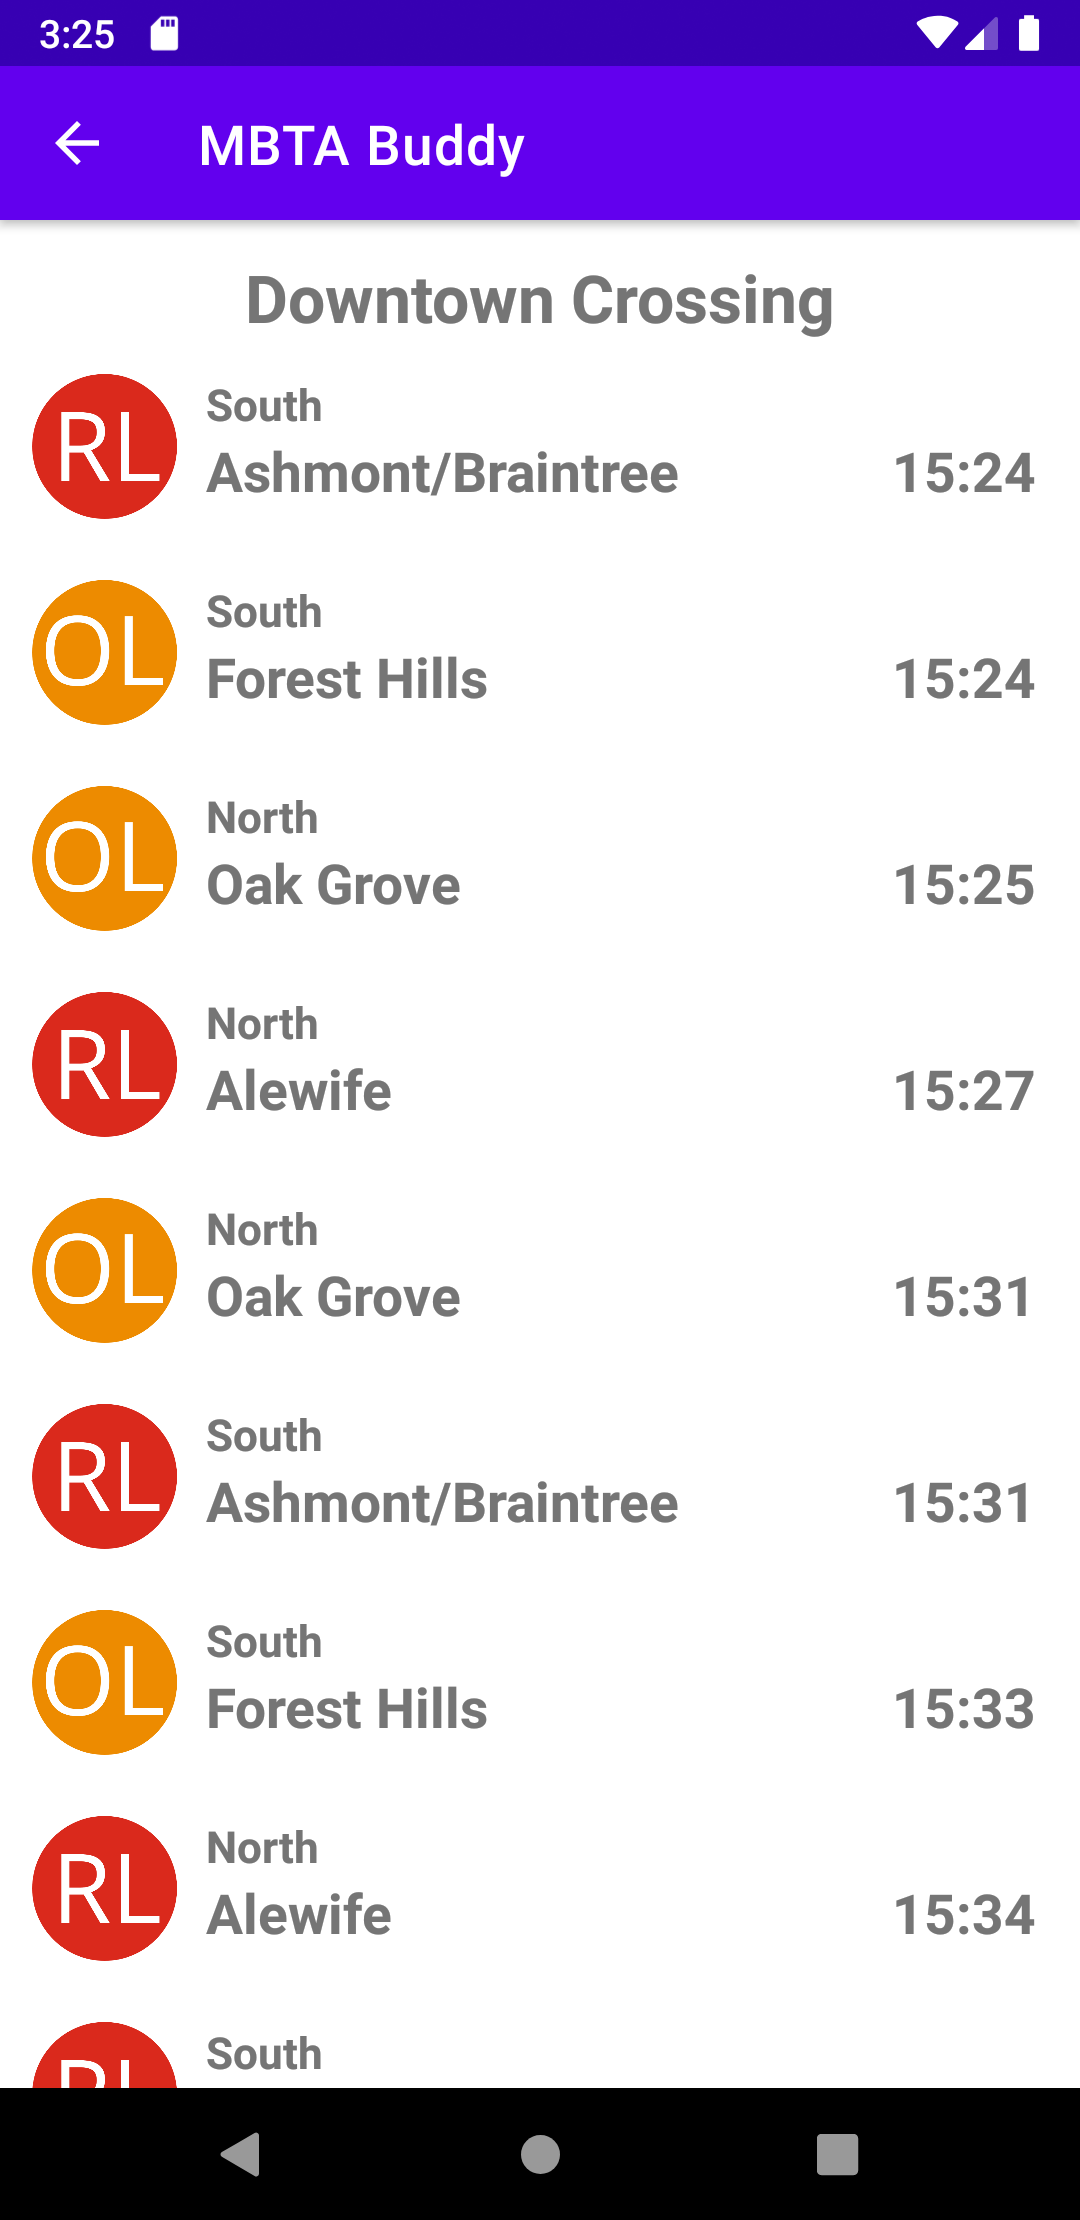 3:25
MBTA Buddy
Downtown Crossing
RL
South
Ashmont/Braintree 15:24
OL
South
Forest Hills 15:24
OL
North
Oak Grove 15:25
RL
North
Alewife 15:27
OL
North
Oak Grove 15:31
RL
South
Ashmont/Braintree 15:31
OL
South
Forest Hills 15:33
RL
North
Alewife 15:34
RL
South